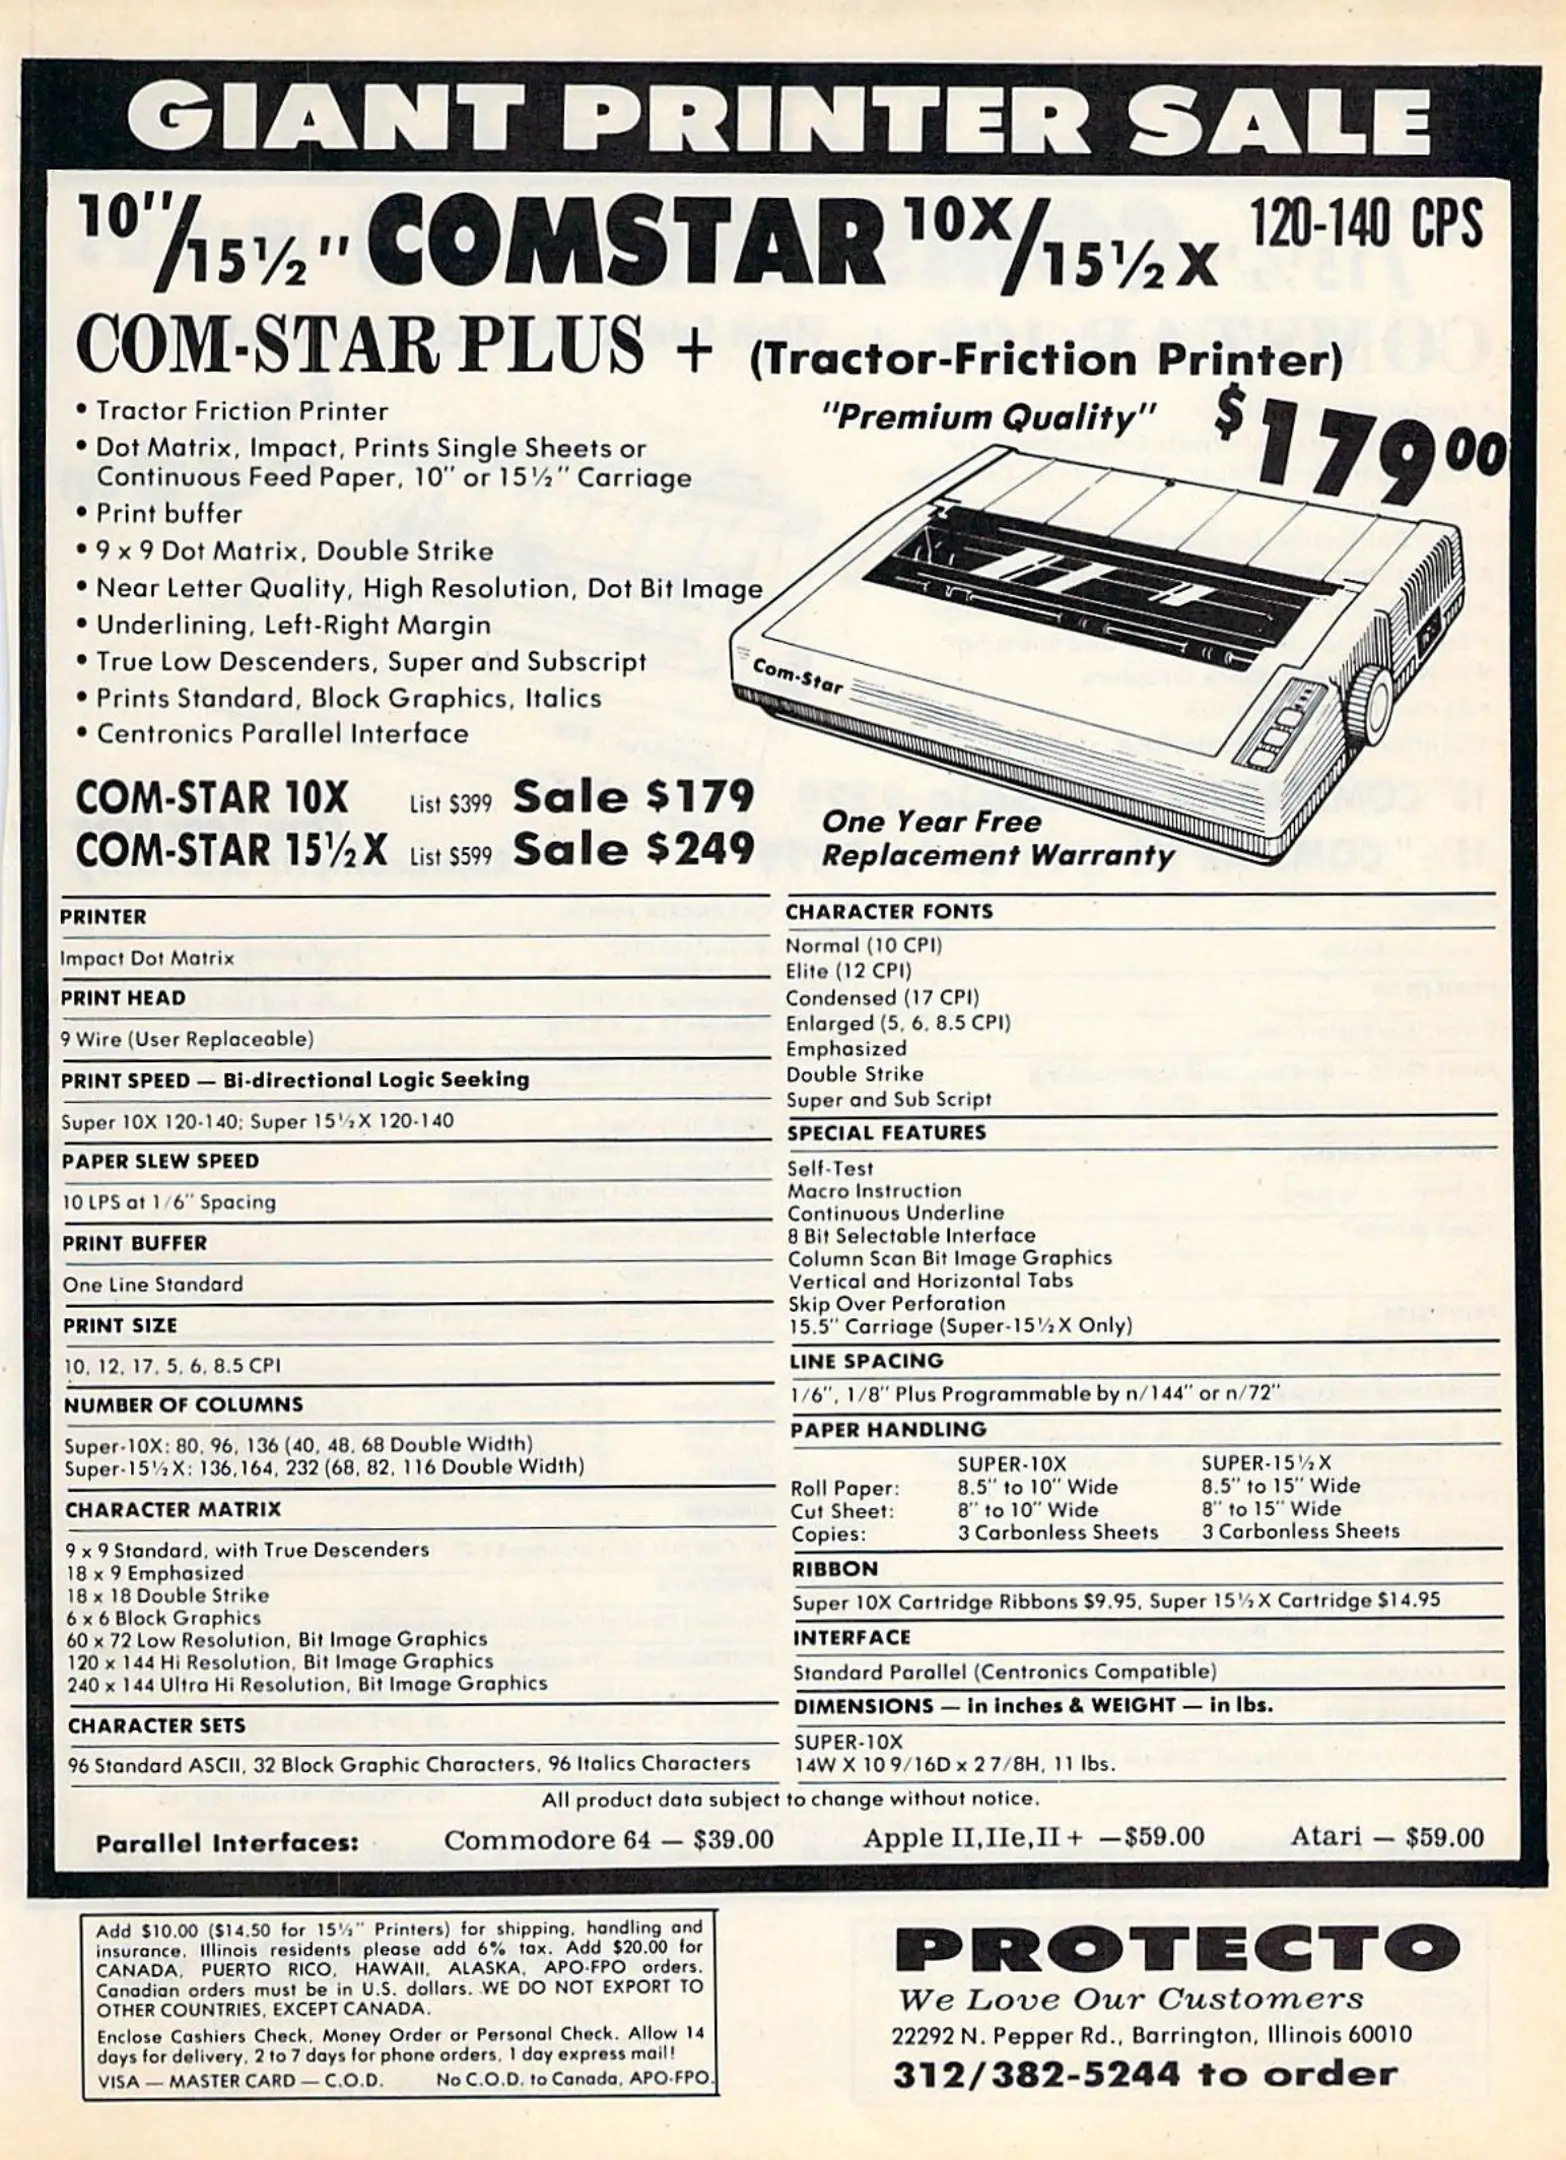 GIANT PRINTER SALE
10"/15½" COMSTAR 10X/15½X 120-140 CPS
COM-STAR PLUS + (Tractor-Friction Printer)
"Premium Quality" $179⁰⁰
• Tractor Friction Printer
• Dot Matrix, Impact, Prints Single Sheets or
Continuous Feed Paper, 10" or 15½" Carriage
• Print buffer
• 9 x 9 Dot Matrix, Double Strike
• Near Letter Quality, High Resolution, Dot Bit Image
• Underlining, Left-Right Margin
• True Low Descenders, Super and Subscript
• Prints Standard, Block Graphics, Italics
• Centronics Parallel Interface
Com-Star
COM-STAR 10X List $399 Sale $179
COM-STAR 15½X List $599 Sale $249
One Year Free
Replacement Warranty
PRINTER
Impact Dot Matrix
PRINT HEAD
9 Wire (User Replaceable)
PRINT SPEED — Bi-directional Logic Seeking
Super 10X 120-140; Super 15½X 120-140
PAPER SLEW SPEED
10 LPS at 1/6" Spacing
PRINT BUFFER
One Line Standard
PRINT SIZE
10, 12, 17, 5, 6, 8.5 CPI
NUMBER OF COLUMNS
Super-10X: 80, 96, 136 (40, 48, 68 Double Width)
Super-15½X: 136,164, 232 (68, 82, 116 Double Width)
CHARACTER MATRIX
9 x 9 Standard, with True Descenders
18 x 9 Emphasized
18 x 18 Double Strike
6 x 6 Block Graphics
60 x 72 Low Resolution, Bit Image Graphics
120 x 144 Hi Resolution, Bit Image Graphics
240 x 144 Ultra Hi Resolution, Bit Image Graphics
CHARACTER SETS
96 Standard ASCII, 32 Block Graphic Characters, 96 Italics Characters
CHARACTER FONTS
Normal (10 CPI)
Elite (12 CPI)
Condensed (17 CPI)
Enlarged (5, 6, 8.5 CPI)
Emphasized
Double Strike
Super and Sub Script
SPECIAL FEATURES
Self-Test
Macro Instruction
Continuous Underline
8 Bit Selectable Interface
Column Scan Bit Image Graphics
Vertical and Horizontal Tabs
Skip Over Perforation
15.5" Carriage (Super-15½X Only)
LINE SPACING
1/6", 1/8" Plus Programmable by n/144" or n/72"
PAPER HANDLING
SUPER-10X SUPER-15½X
Roll Paper: 8.5" to 10" Wide 8.5" to 15" Wide
Cut Sheet: 8" to 10" Wide 8" to 15" Wide
Copies: 3 Carbonless Sheets 3 Carbonless Sheets
RIBBON
Super 10X Cartridge Ribbons $9.95, Super 15½X Cartridge $14.95
INTERFACE
Standard Parallel (Centronics Compatible)
DIMENSIONS — in inches & WEIGHT — in lbs.
SUPER-10X
14W X 10 9/16D x 2 7/8H, 11 lbs.
All product data subject to change without notice.
Parallel Interfaces: Commodore 64 — $39.00 Apple II,IIe,II + —$59.00 Atari — $59.00
Add $10.00 ($14.50 for 15½" Printers) for shipping, handling and
insurance. Illinois residents please add 6% tax. Add $20.00 for
CANADA, PUERTO RICO, HAWAII, ALASKA, APO-FPO orders.
Canadian orders must be in U.S. dollars. WE DO NOT EXPORT TO
OTHER COUNTRIES, EXCEPT CANADA.
Enclose Cashiers Check, Money Order or Personal Check. Allow 14
days for delivery, 2 to 7 days for phone orders, 1 day express mail!
VISA — MASTER CARD — C.O.D. No C.O.D. to Canada, APO-FPO.
PROTECTO
We Love Our Customers
22292 N. Pepper Rd., Barrington, Illinois 60010
312/382-5244 to order